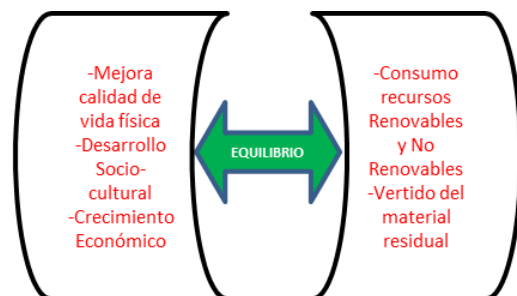 -Mejora
calidad de
vida física
-Desarrollo
Socio-
cultural
-Crecimiento
Económico
EQUILIBRIO
-Consumo
recursos
Renovables
y No
Renovables
-Vertido del
material
residual